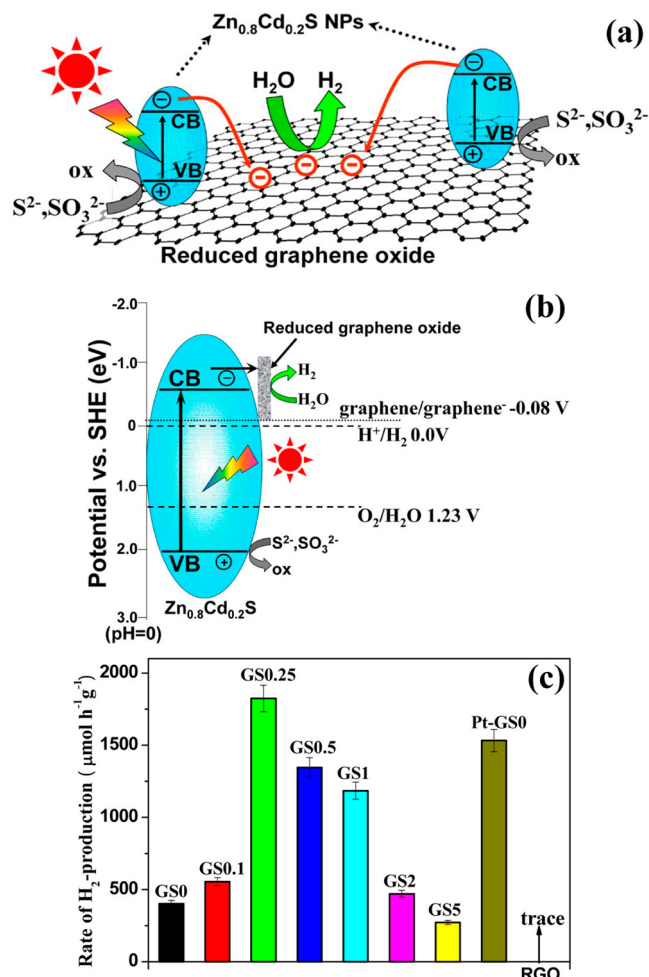 Zn0.8Cd0.2S NPs
(a)
H2O
H2
CB
VB
ox
S2-,SO32-
CB
VB
S2-,SO32-
ox
Reduced graphene oxide
(b)
Potential vs. SHE (eV)
-2.0
-1.0
0
1.0
2.0
3.0
(pH=0)
Reduced graphene oxide
CB
H2
H2O
graphene/graphene- -0.08 V
H+/H2 0.0V
O2/H2O 1.23 V
VB
S2-,SO32-
ox
Zn0.8Cd0.2S
(c)
Rate of H2-production ( μmol h-1g-1)
2000
1500
1000
500
0
GS0
GS0.1
GS0.25
GS0.5
GS1
GS2
GS5
Pt-GS0
trace
RGO